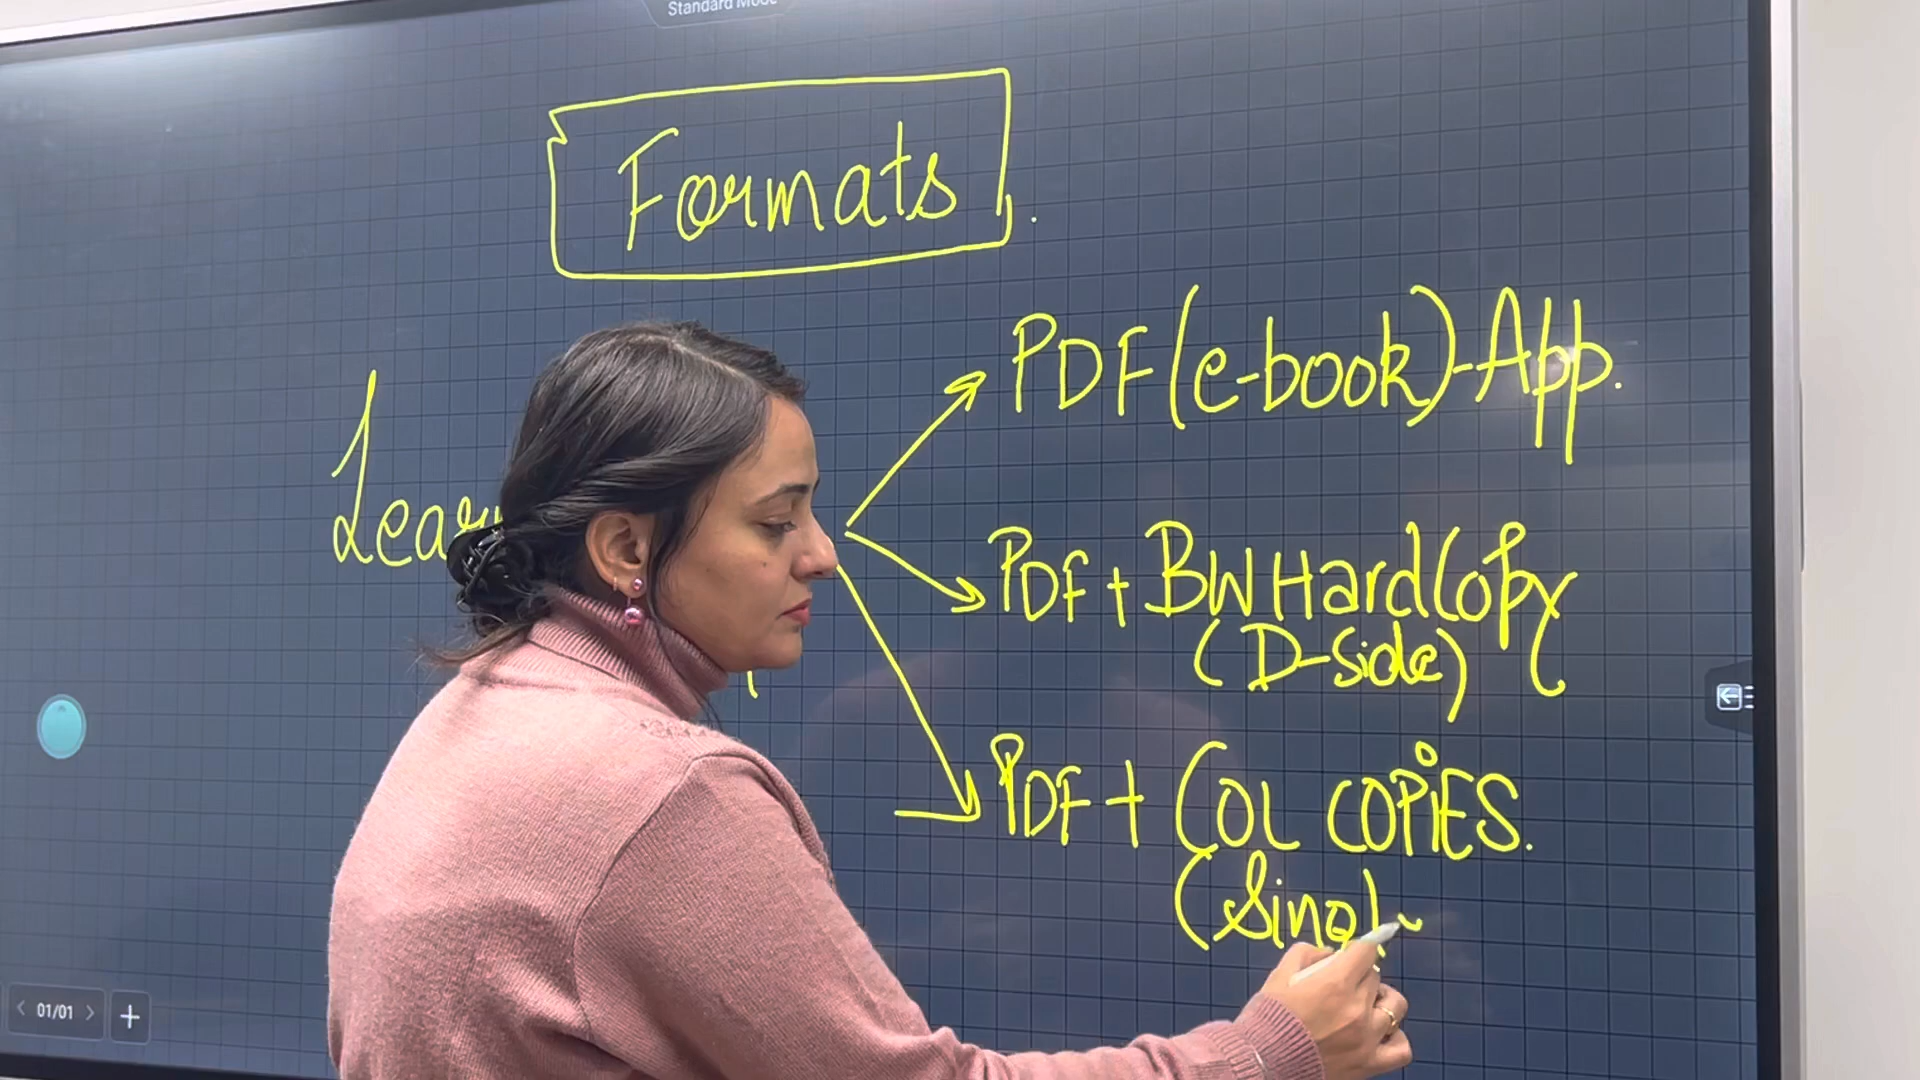 Standard Mode
Formats
PDF (e-book) - App.
PDF + BW Hard Copy
(D-side)
PDF + COL COPiES.
01/01